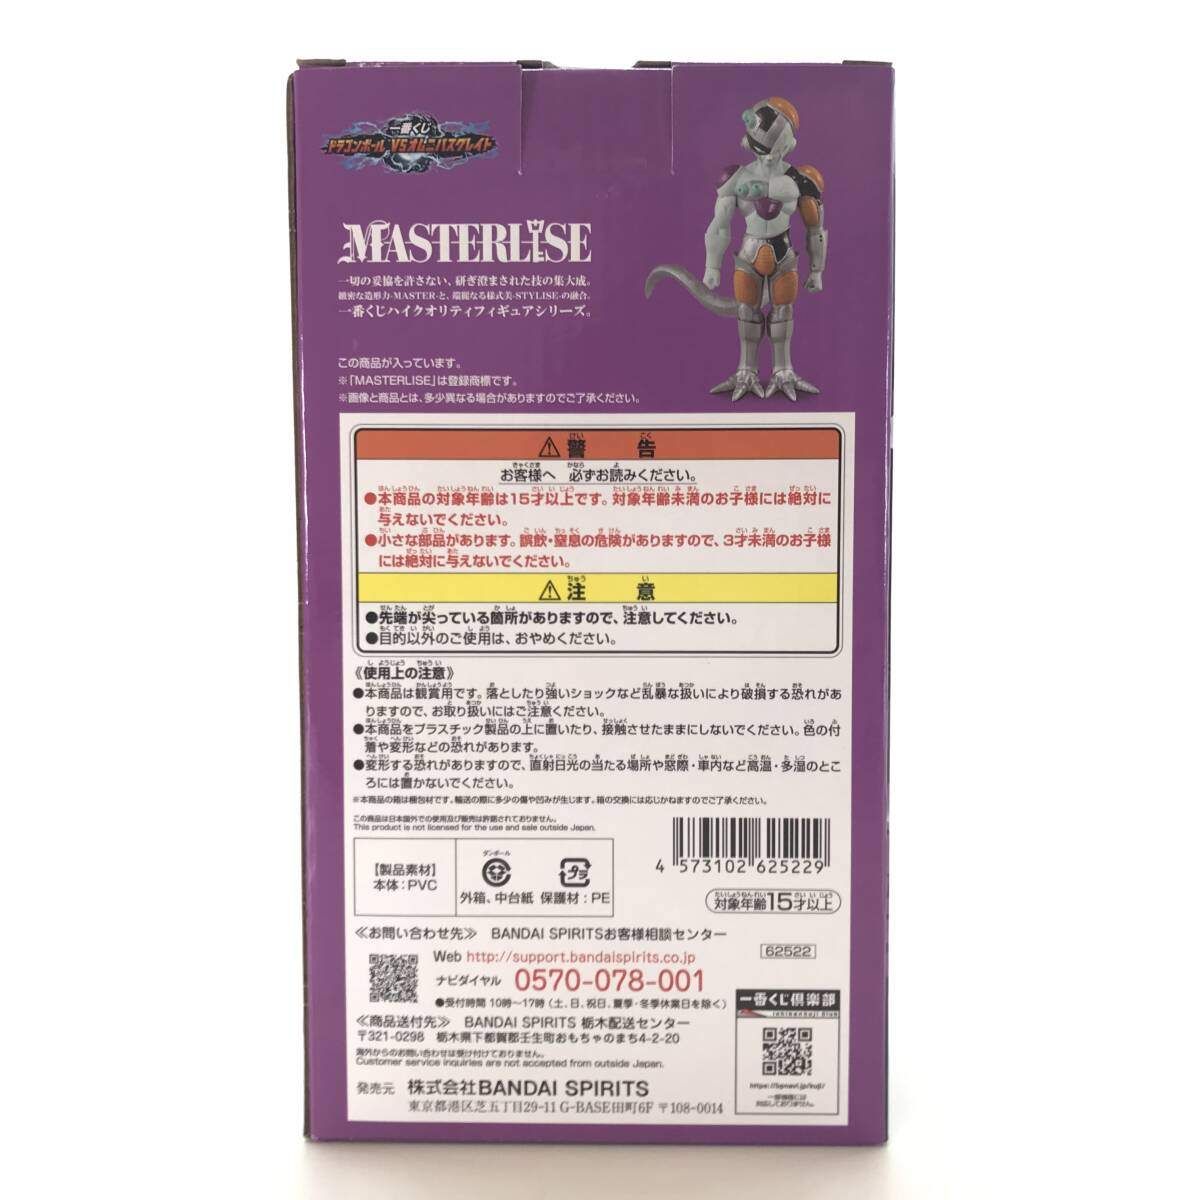 一番くじ
ドラゴンボール VSオムニバスグレイト
MASTERLISE
一切の妥協を許さない、研ぎ澄まされた技の集大成。
緻密な造形力-MASTER-と、端麗なる様式美-STYLISE-の融合。
一番くじハイクオリティフィギュアシリーズ。
この商品が入っています。
※「MASTERLISE」は登録商標です。
※画像と商品とは、多少異なる場合がありますのでご了承ください。
⚠警告
お客様へ 必ずお読みください。
●本商品の対象年齢は15才以上です。対象年齢未満のお子様には絶対に
与えないでください。
●小さな部品があります。誤飲・窒息の危険がありますので、3才未満のお子様
には絶対に与えないでください。
⚠注意
●先端が尖っている箇所がありますので、注意してください。
●目的以外のご使用は、おやめください。
《使用上の注意》
●本商品は観賞用です。落としたり強いショックなど乱暴な扱いにより破損する恐れがあ
りますので、お取り扱いにはご注意ください。
●本商品をプラスチック製品の上に置いたり、接触させたままにしないでください。色の付
着や変形などの恐れがあります。
●変形する恐れがありますので、直射日光の当たる場所や窓際・車内など高温・多湿のとこ
ろには置かないでください。
※本商品の箱は梱包材です。輸送の際に多少の傷や凹みが生じます。箱の交換には応じかねますのでご了承ください。
この商品は日本国外での使用及び販売は許諾されておりません。
This product is not licensed for the use and sale outside Japan.
【製品素材】
本体:PVC
ダンボール
外箱、中台紙
プラ
保護材:PE
4 573102 625229
対象年齢15才以上
≪お問い合わせ先≫ BANDAI SPIRITSお客様相談センター
62522
Web http://support.bandaispirits.co.jp
ナビダイヤル 0570-078-001
●受付時間 10時〜17時(土、日、祝日、夏季・冬季休業日を除く)
≪商品送付先≫ BANDAI SPIRITS 栃木配送センター
〒321-0298 栃木県下都賀郡壬生町おもちゃのまち4-2-20
海外からのお問い合わせは受け付けておりません。
Customer service inquiries are not accepted from outside Japan.
発売元 株式会社BANDAI SPIRITS
東京都港区芝五丁目29-11 G-BASE田町6F 〒108-0014
一番くじ倶楽部
ichibankuji club
https://bpnavi.jp/kuji/
一部機種には
対応しておりません。